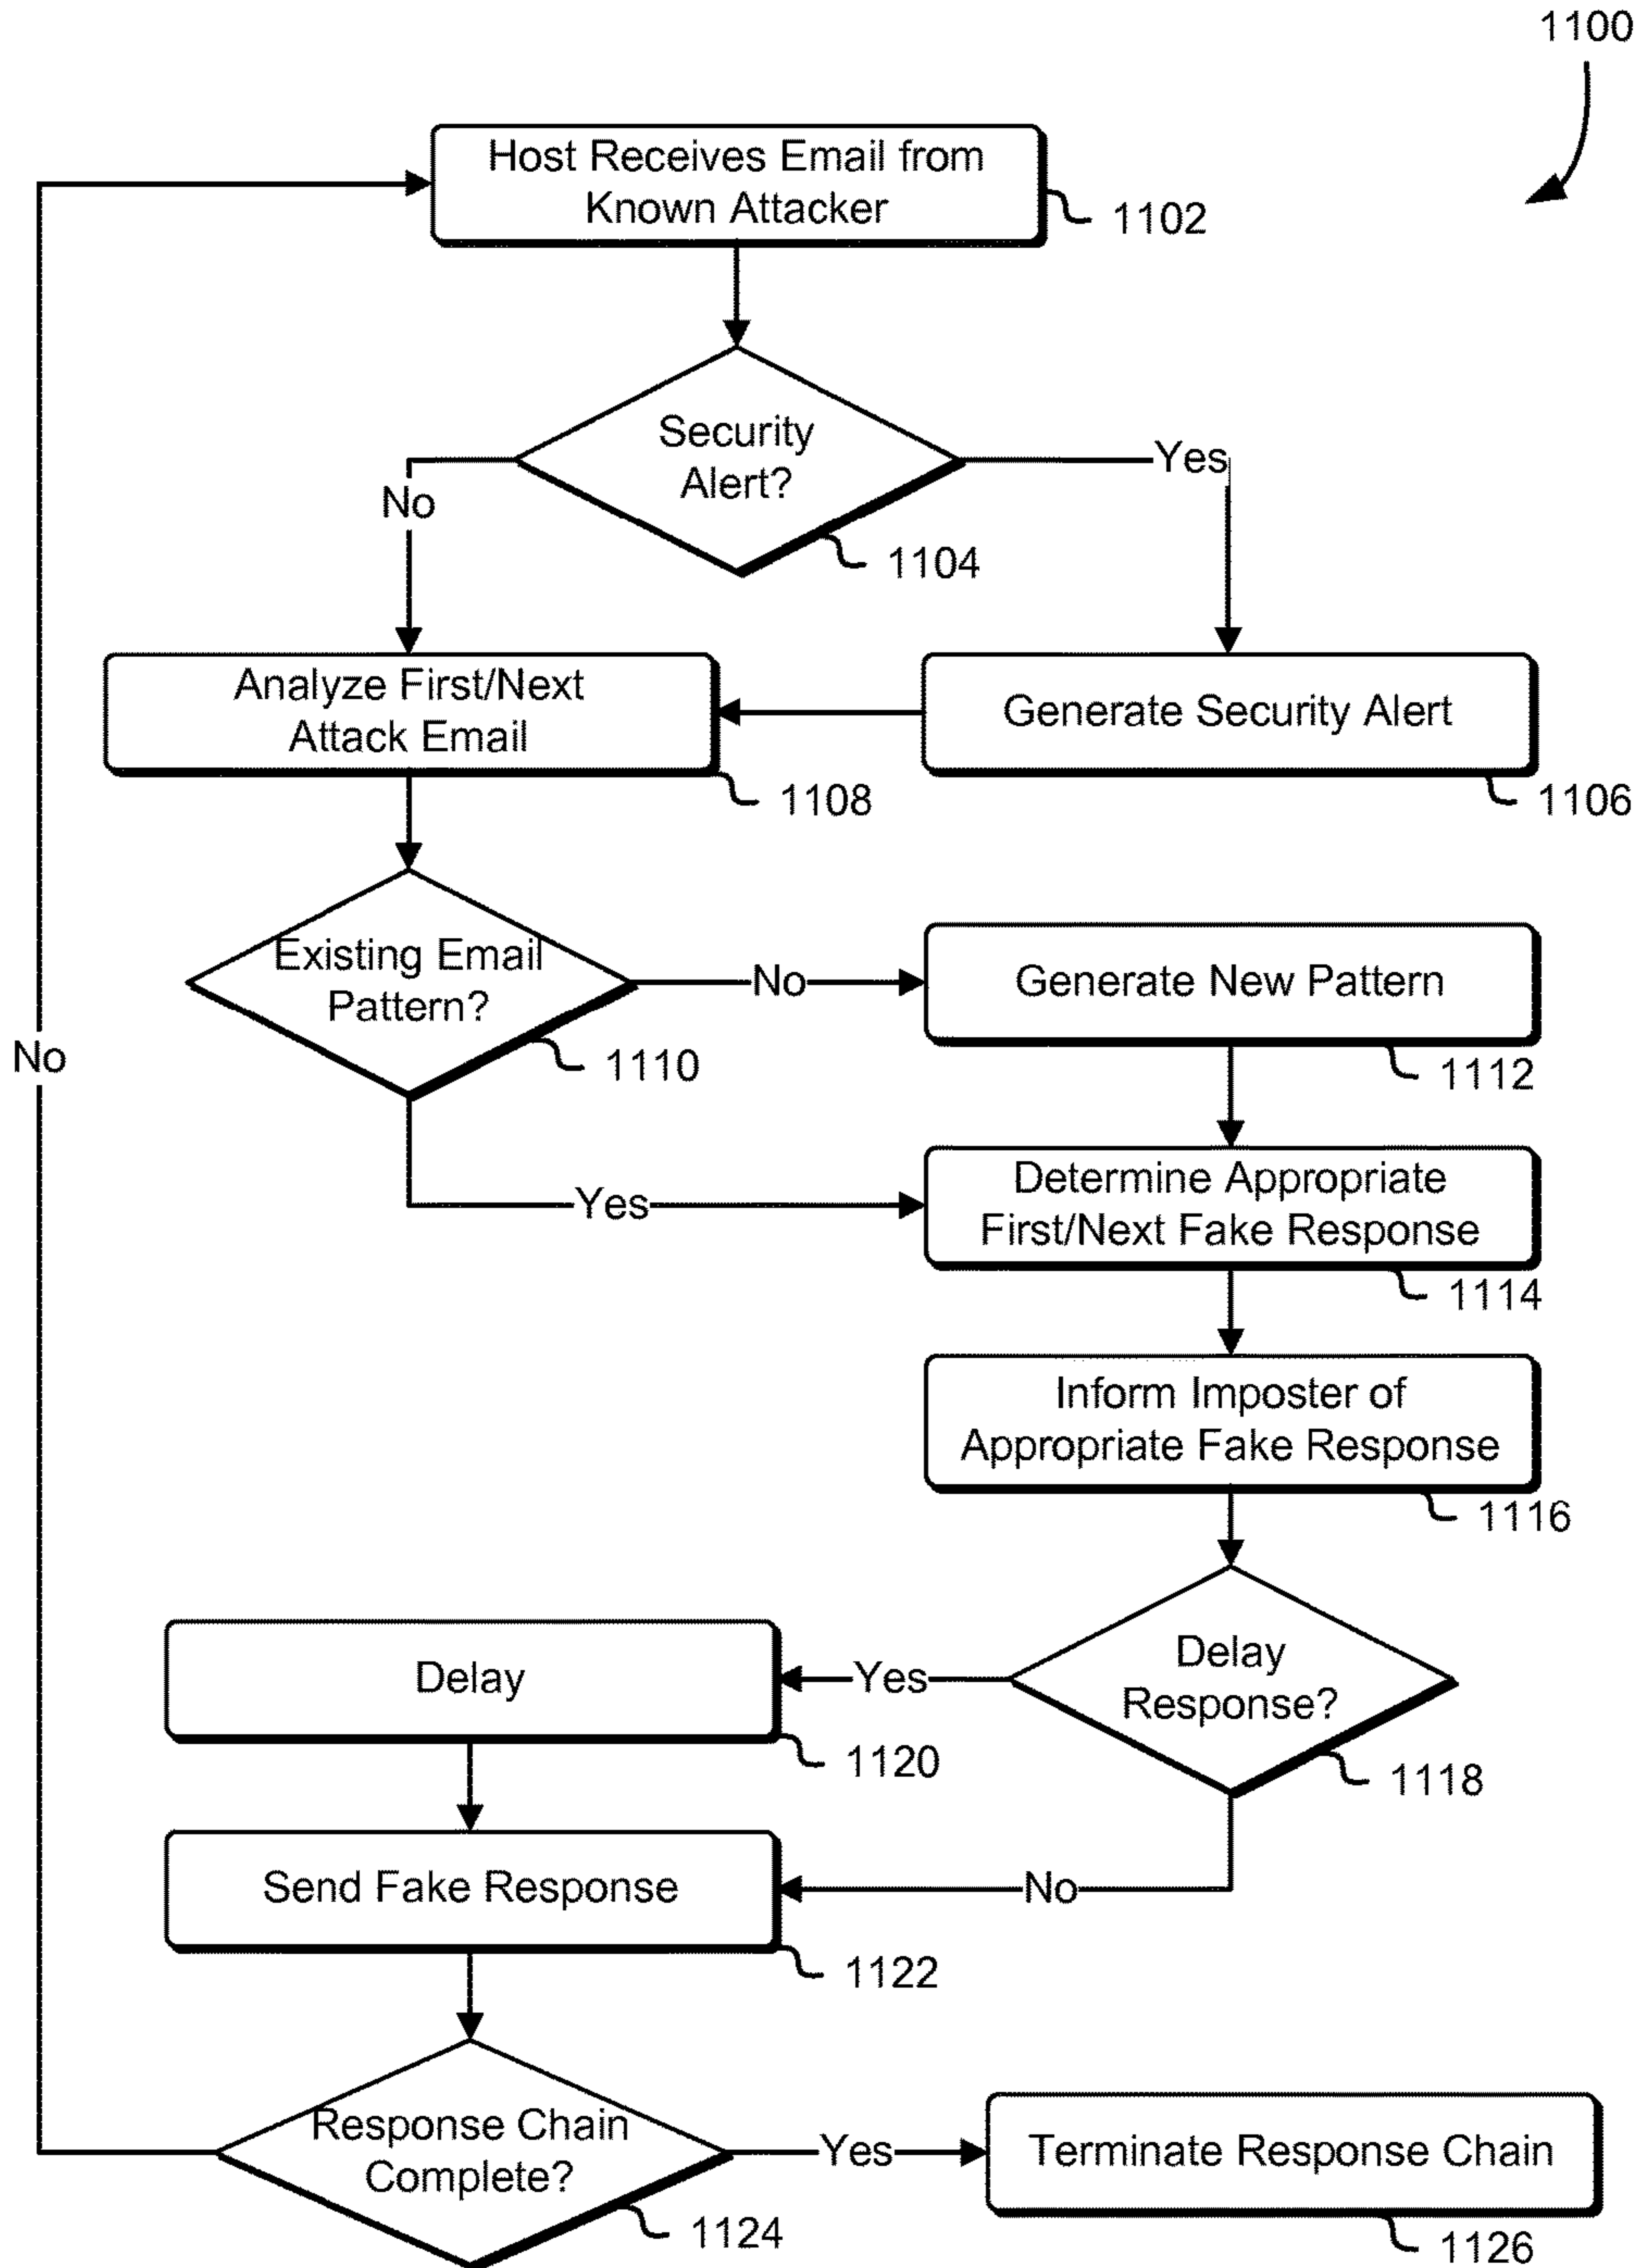 1100
Host Receives Email from
Known Attacker
1102
Security
Alert?
Yes
No
1104
Analyze First/Next
Attack Email
1108
Generate Security Alert
1106
Existing Email
Pattern?
No
1110
Generate New Pattern
1112
No
Yes
Determine Appropriate
First/Next Fake Response
1114
Inform Imposter of
Appropriate Fake Response
1116
Delay
Response?
1118
Yes
Delay
1120
No
Send Fake Response
1122
Response Chain
Complete?
1124
Yes
Terminate Response Chain
1126